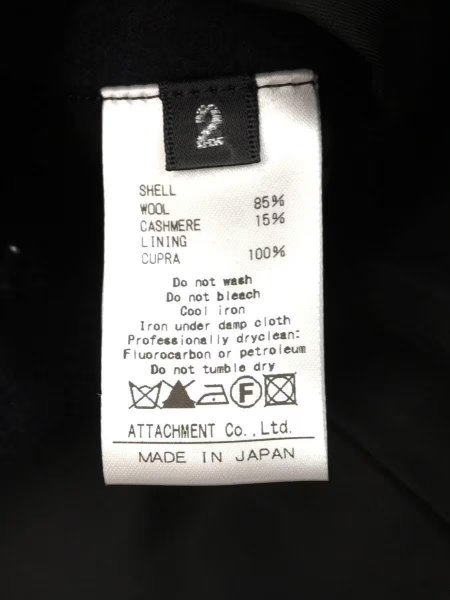 2
SHELL
WOOL 85%
CASHMERE 15%
LINING
CUPRA 100%
Do not wash
Do not bleach
Cool iron
Iron under damp cloth
Professionally dryclean:
Fluorocarbon or petroleum
Do not tumble dry
F
ATTACHMENT Co.,Ltd.
MADE IN JAPAN